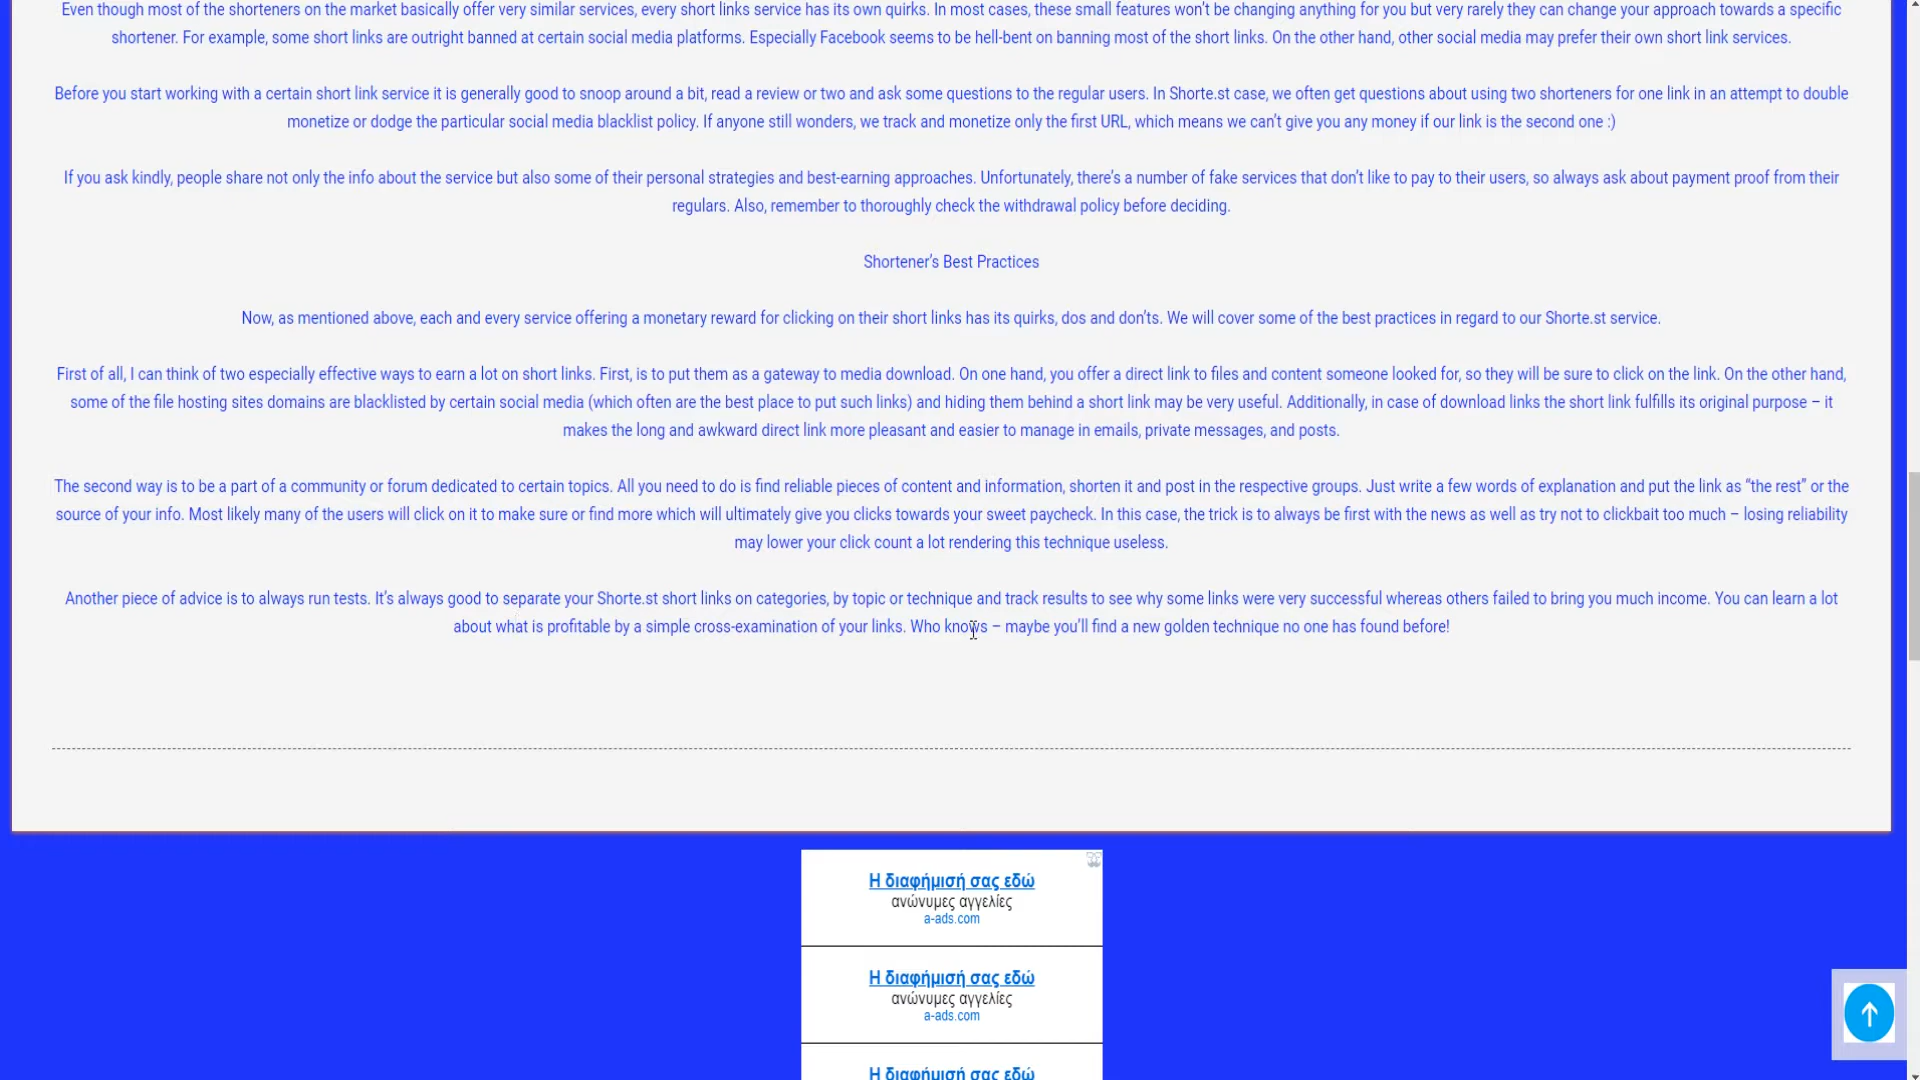 Even though most of the shorteners on the market basically offer very similar services, every short links service has its own quirks. In most cases, these small features won’t be changing anything for you but very rarely they can change your approach towards a specific
shortener. For example, some short links are outright banned at certain social media platforms. Especially Facebook seems to be hell-bent on banning most of the short links. On the other hand, other social media may prefer their own short link services.
Before you start working with a certain short link service it is generally good to snoop around a bit, read a review or two and ask some questions to the regular users. In Shorte.st case, we often get questions about using two shorteners for one link in an attempt to double
monetize or dodge the particular social media blacklist policy. If anyone still wonders, we track and monetize only the first URL, which means we can’t give you any money if our link is the second one :)
If you ask kindly, people share not only the info about the service but also some of their personal strategies and best-earning approaches. Unfortunately, there’s a number of fake services that don’t like to pay to their users, so always ask about payment proof from their
regulars. Also, remember to thoroughly check the withdrawal policy before deciding.
Shortener’s Best Practices
Now, as mentioned above, each and every service offering a monetary reward for clicking on their short links has its quirks, dos and don’ts. We will cover some of the best practices in regard to our Shorte.st service.
First of all, I can think of two especially effective ways to earn a lot on short links. First, is to put them as a gateway to media download. On one hand, you offer a direct link to files and content someone looked for, so they will be sure to click on the link. On the other hand,
some of the file hosting sites domains are blacklisted by certain social media (which often are the best place to put such links) and hiding them behind a short link may be very useful. Additionally, in case of download links the short link fulfills its original purpose – it
makes the long and awkward direct link more pleasant and easier to manage in emails, private messages, and posts.
The second way is to be a part of a community or forum dedicated to certain topics. All you need to do is find reliable pieces of content and information, shorten it and post in the respective groups. Just write a few words of explanation and put the link as “the rest” or the
source of your info. Most likely many of the users will click on it to make sure or find more which will ultimately give you clicks towards your sweet paycheck. In this case, the trick is to always be first with the news as well as try not to clickbait too much – losing reliability
may lower your click count a lot rendering this technique useless.
Another piece of advice is to always run tests. It’s always good to separate your Shorte.st short links on categories, by topic or technique and track results to see why some links were very successful whereas others failed to bring you much income. You can learn a lot
about what is profitable by a simple cross-examination of your links. Who knows – maybe you’ll find a new golden technique no one has found before!
Η διαφήμισή σας εδώ
ανώνυμες αγγελίες
a-ads.com
Η διαφήμισή σας εδώ
ανώνυμες αγγελίες
a-ads.com
Η διαφήμισή σας εδώ